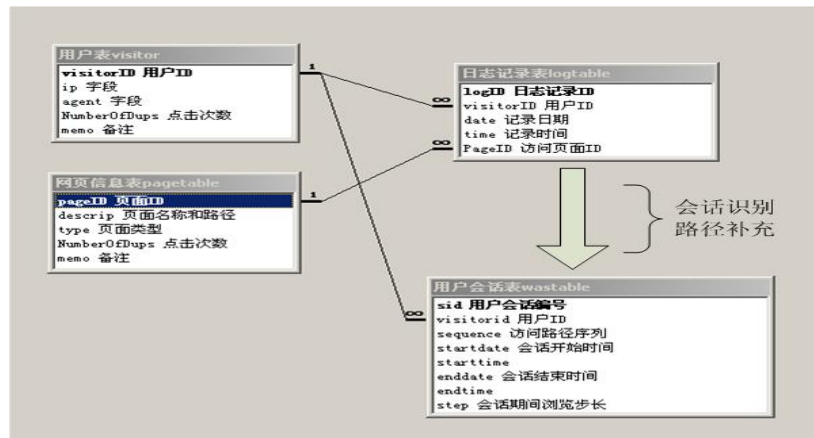 用户表visitor
visitorID 用户ID
ip 字段
agent 字段
NumberOfDups 点击次数
memo 备注
1
日志记录表logtable
logID 日志记录ID
visitorID 用户ID
date 记录日期
time 记录时间
PageID 访问页面ID
∞
∞
网页信息表pagetable
pageID 页面ID
descrip 页面名称和路径
type 页面类型
NumberOfDups 点击次数
memo 备注
1
会话识别
路径补充
用户会话表wastable
sid 用户会话编号
visitorid 用户ID
sequence 访问路径序列
startdate 会话开始时间
starttime
enddate 会话结束时间
endtime
step 会话期间浏览步长
∞